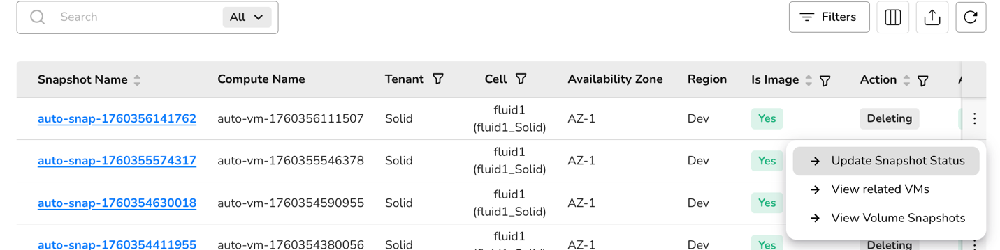 Search All Filters
Snapshot Name Compute Name Tenant Cell Availability Zone Region Is Image Action
auto-snap-1760356141762 auto-vm-1760356111507 Solid fluid1 (fluid1_Solid) AZ-1 Dev Yes Deleting
auto-snap-1760355574317 auto-vm-1760355546378 Solid fluid1 (fluid1_Solid) AZ-1 Dev Yes
Update Snapshot Status
View related VMs
View Volume Snapshots
auto-snap-1760354630018 auto-vm-1760354590955 Solid fluid1 (fluid1_Solid) AZ-1 Dev Yes
auto-snap-1760354411955 auto-vm-1760354380056 Solid fluid1 AZ-1 Dev Yes Deleting